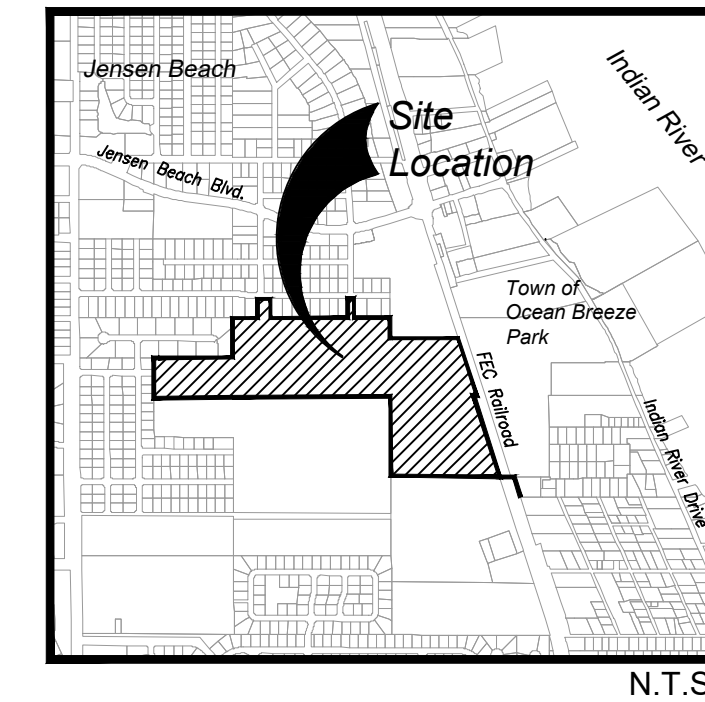 Jensen Beach
Indian River
Site
Location
Jensen Beach Blvd.
Town of
Ocean Breeze
Park
FEC Railroad
Indian River Drive
N.T.S